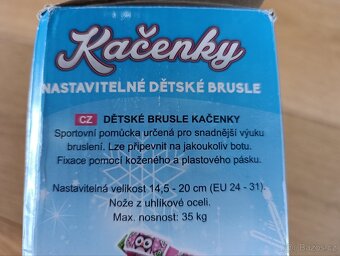 Kačenky
NASTAVITELNÉ DĚTSKÉ BRUSLE
CZ DĚTSKÉ BRUSLE KAČENKY
Sportovní pomůcka určená pro snadnější výuku
bruslení. Lze připevnit na jakoukoliv botu.
Fixace pomocí koženého a plastového pásku.
Nastavitelná velikost 14,5 - 20 cm (EU 24 - 31).
Nože z uhlíkové oceli.
Max. nosnost: 35 kg